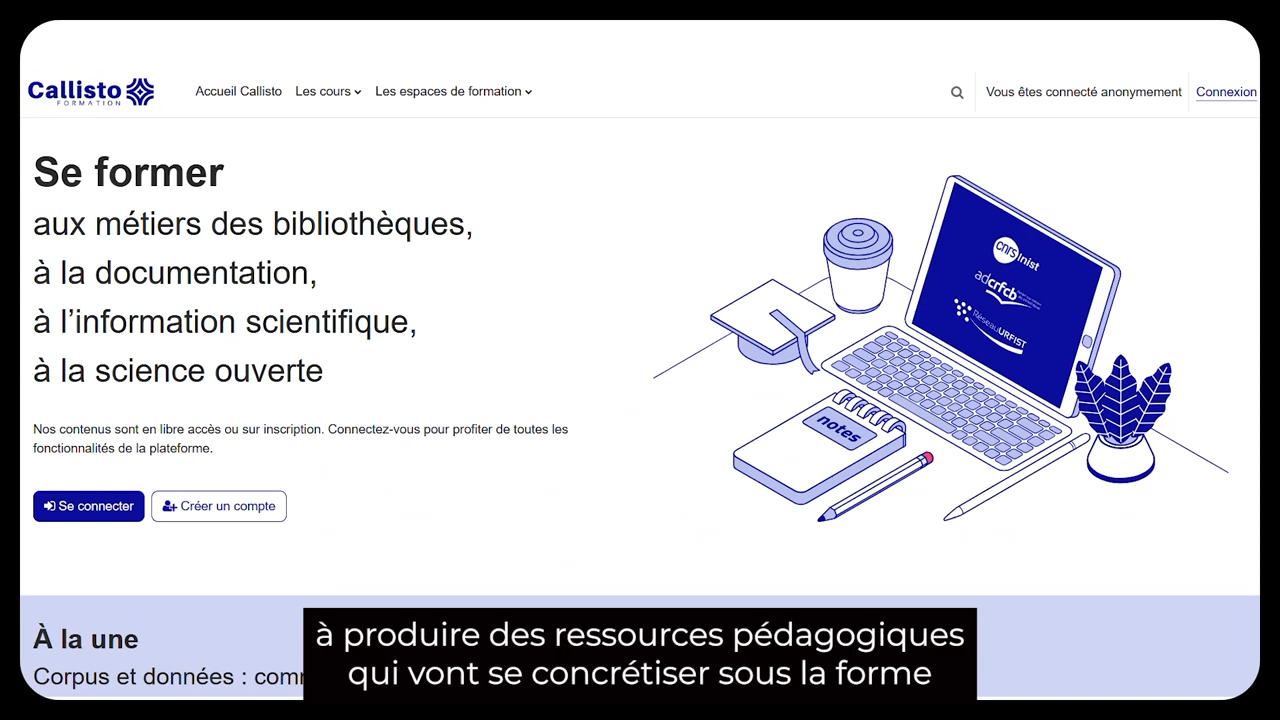 Callisto
FORMATION
Accueil Callisto
Les cours
Les espaces de formation
Vous êtes connecté anonymement
Connexion
Se former
aux métiers des bibliothèques,
à la documentation,
à l’information scientifique,
à la science ouverte
Nos contenus sont en libre accès ou sur inscription. Connectez-vous pour profiter de toutes les
fonctionnalités de la plateforme.
Se connecter
Créer un compte
cnrs inist
adcrfcb
RéseauURFIST
notes
À la une
Corpus et données :
à produire des ressources pédagogiques
qui vont se concrétiser sous la forme